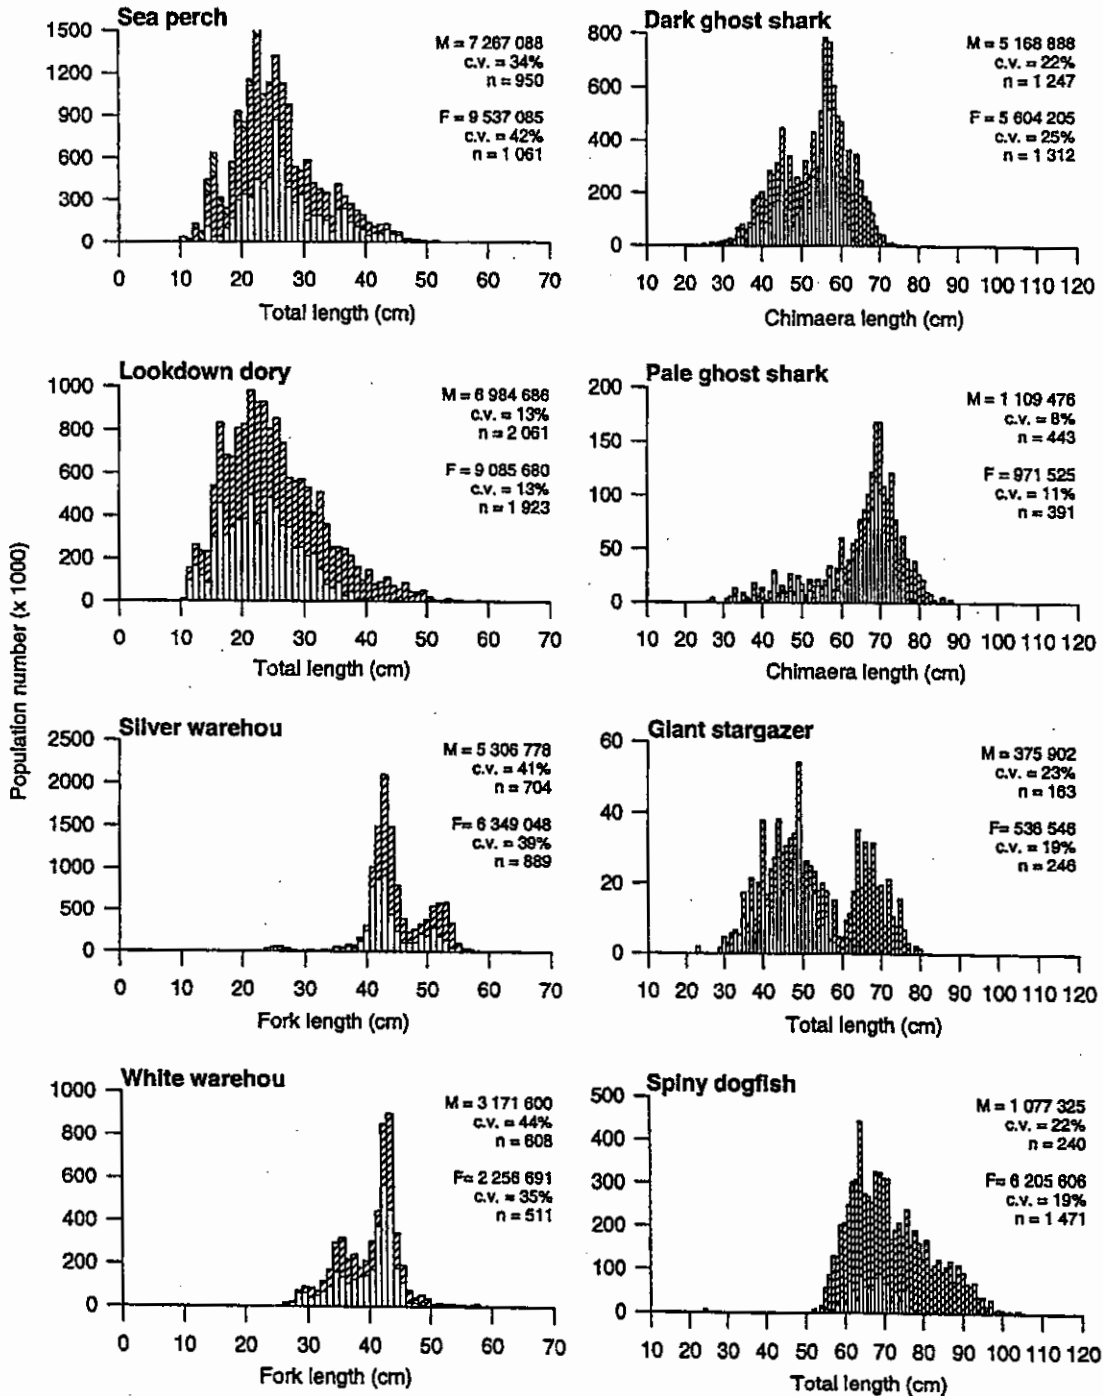 Population number (x 1000)
Sea perch
1500
1200
900
600
300
0
M = 7 267 088
c.v. = 34%
n = 950
F = 9 537 085
c.v. = 42%
n = 1 061
0 10 20 30 40 50 60 70
Total length (cm)
Dark ghost shark
800
600
400
200
0
M = 5 168 888
c.v. = 22%
n = 1 247
F = 5 604 205
c.v. = 25%
n = 1 312
10 20 30 40 50 60 70 80 90 100 110 120
Chimaera length (cm)
Lookdown dory
1000
800
600
400
200
0
M = 6 984 686
c.v. = 13%
n = 2 061
F = 9 085 680
c.v. = 13%
n = 1 923
0 10 20 30 40 50 60 70
Total length (cm)
Pale ghost shark
200
150
100
50
0
M = 1 109 476
c.v. = 8%
n = 443
F = 971 525
c.v. = 11%
n = 391
10 20 30 40 50 60 70 80 90 100 110 120
Chimaera length (cm)
Silver warehou
2500
2000
1500
1000
500
0
M = 5 306 778
c.v. = 41%
n = 704
F= 6 349 048
c.v. = 39%
n = 889
0 10 20 30 40 50 60 70
Fork length (cm)
Giant stargazer
60
40
20
0
M = 375 902
c.v. = 23%
n = 163
F= 536 546
c.v. = 19%
n = 246
10 20 30 40 50 60 70 80 90 100 110 120
Total length (cm)
White warehou
1000
800
600
400
200
0
M = 3 171 600
c.v. = 44%
n = 608
F= 2 256 691
c.v. = 35%
n = 511
0 10 20 30 40 50 60 70
Fork length (cm)
Spiny dogfish
500
400
300
200
100
0
M = 1 077 325
c.v. = 22%
n = 240
F= 6 205 606
c.v. = 19%
n = 1 471
10 20 30 40 50 60 70 80 90 100 110 120
Total length (cm)